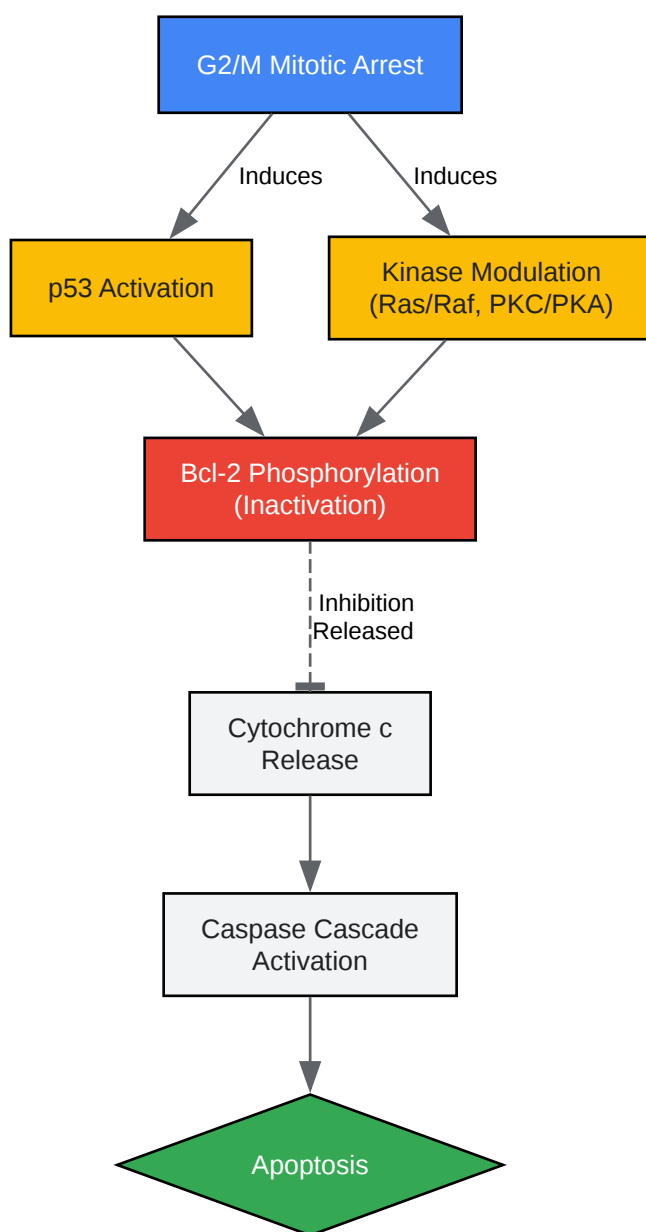 G2/M Mitotic Arrest
Induces
Induces
p53 Activation
Kinase Modulation
(Ras/Raf, PKC/PKA)
Bcl-2 Phosphorylation
(Inactivation)
Inhibition
Released
Cytochrome c
Release
Caspase Cascade
Activation
Apoptosis